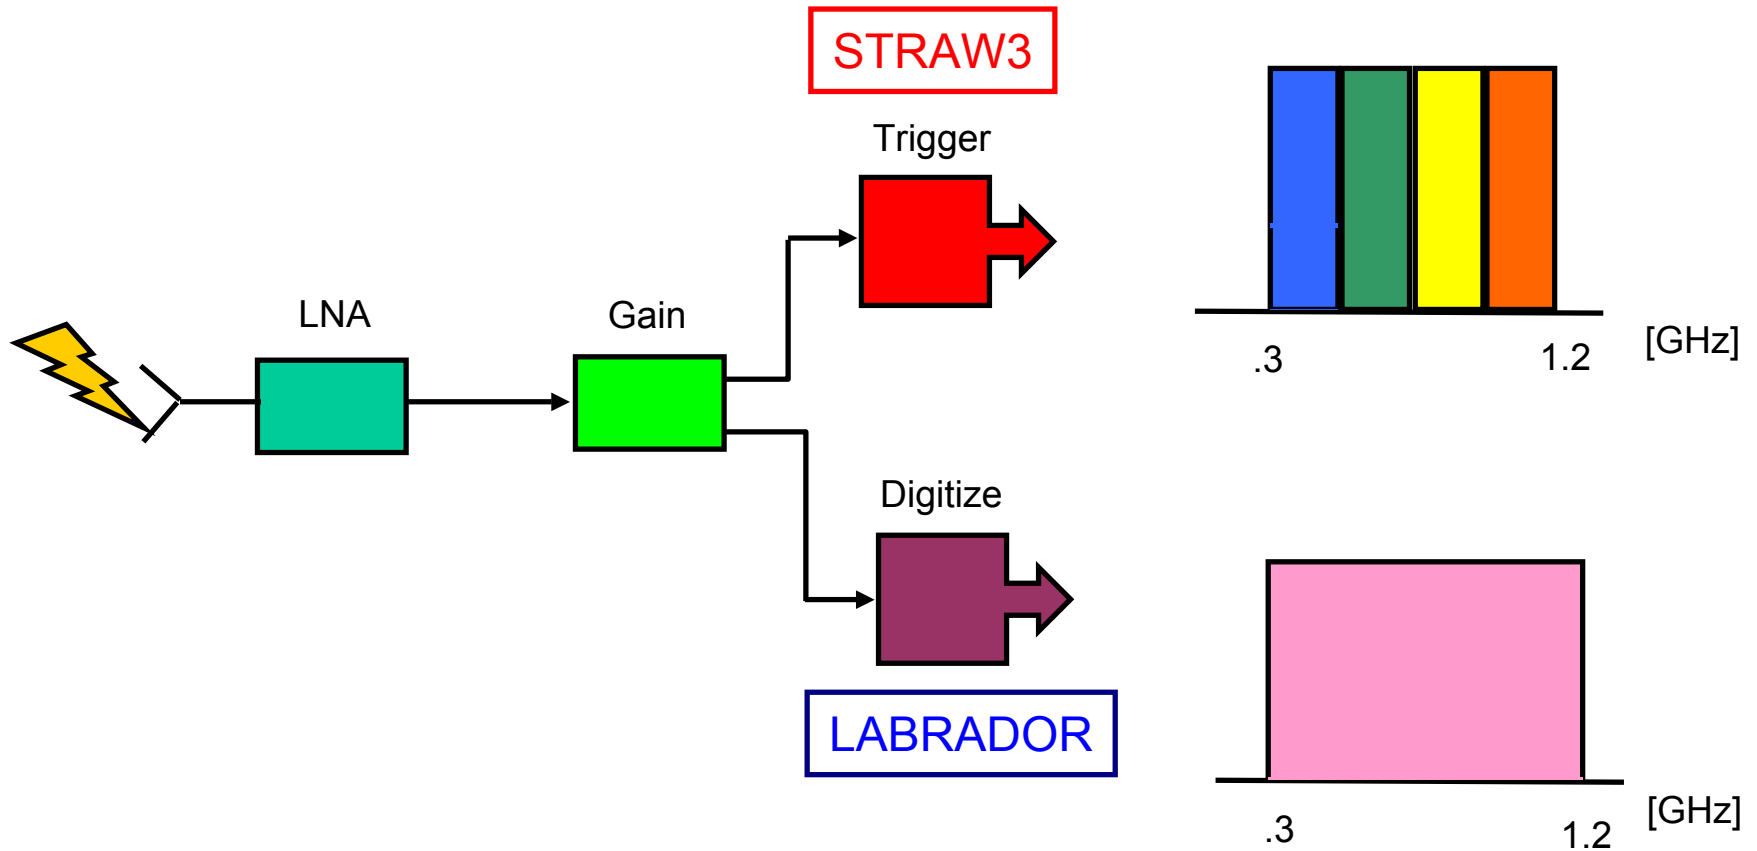 STRAW3
Trigger
LNA
Gain
.3
1.2
[GHz]
Digitize
LABRADOR
.3
1.2
[GHz]